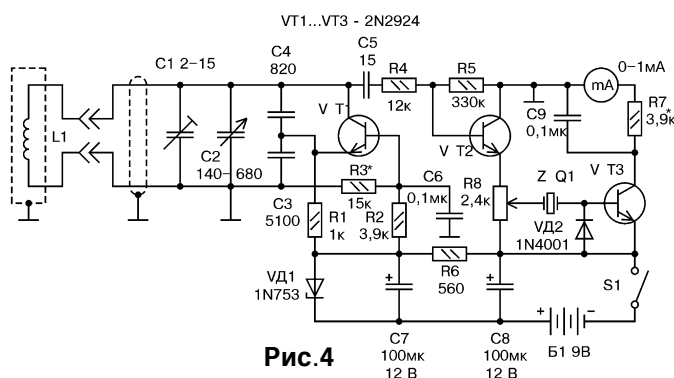 VT1...VT3 - 2N2924
C1 2-15
C4
820
C5
15
R4
12к
R5
330к
0-1мА
mA
C9
0,1мк
R7*
3,9к
L1
C2
140-680
V T1
V T2
V T3
R3*
15к
C6
0,1мк
R8
2,4к
Z Q1
C3
5100
R1
1к
R2
3,9к
VД2
1N4001
R6
560
VД1
1N753
S1
+
+
+
−
C7
100мк
12 В
C8
100мк
12 В
Б1 9В
Рис.4